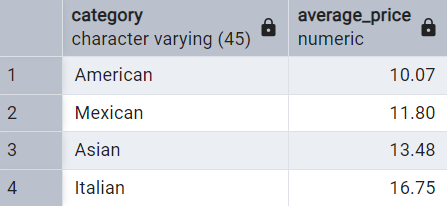 category average_price
character varying (45) numeric
1 American 10.07
2 Mexican 11.80
3 Asian 13.48
4 Italian 16.75